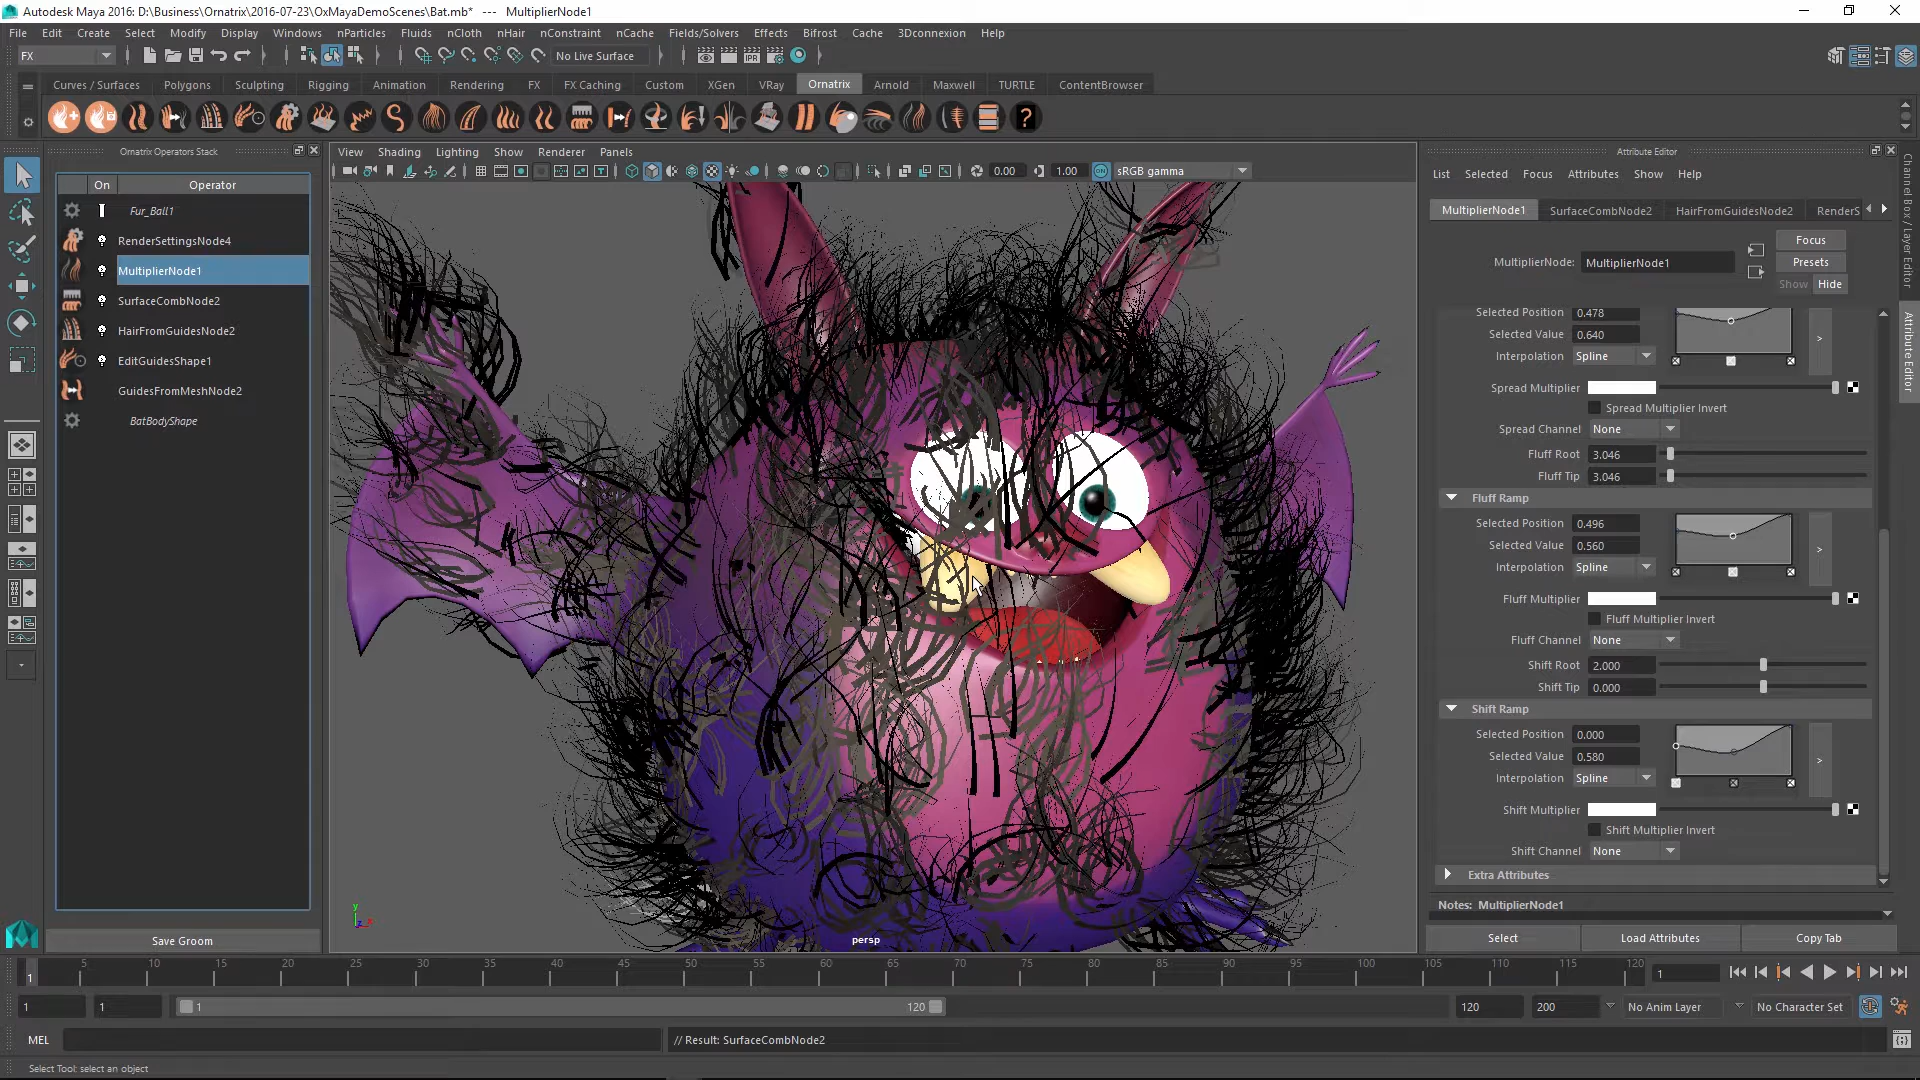 Autodesk Maya 2016: D:\Business\Ornatrix\2016-07-23\OxMayaDemoScenes\Bat.mb*   ---   MultiplierNode1
File Edit Create Select Modify Display Windows nParticles Fluids nCloth nHair nConstraint nCache Fields/Solvers Effects Bifrost Cache 3Dconnexion Help
FX No Live Surface
Curves / Surfaces Polygons Sculpting Rigging Animation Rendering FX FX Caching Custom XGen VRay Ornatrix Arnold Maxwell TURTLE ContentBrowser
Ornatrix Operators Stack
On Operator
Fur_Ball1
RenderSettingsNode4
MultiplierNode1
SurfaceCombNode2
HairFromGuidesNode2
EditGuidesShape1
GuidesFromMeshNode2
BatBodyShape
Save Groom
View Shading Lighting Show Renderer Panels
0.00 1.00 sRGB gamma
persp
Attribute Editor
List Selected Focus Attributes Show Help
MultiplierNode1 SurfaceCombNode2 HairFromGuidesNode2 RenderS
Focus
MultiplierNode: MultiplierNode1
Presets
Show Hide
Selected Position 0.478
Selected Value 0.640
Interpolation Spline
Spread Multiplier
Spread Multiplier Invert
Spread Channel None
Fluff Root 3.046
Fluff Tip 3.046
Fluff Ramp
Selected Position 0.496
Selected Value 0.560
Interpolation Spline
Fluff Multiplier
Fluff Multiplier Invert
Fluff Channel None
Shift Root 2.000
Shift Tip 0.000
Shift Ramp
Selected Position 0.000
Selected Value 0.580
Interpolation Spline
Shift Multiplier
Shift Multiplier Invert
Shift Channel None
Extra Attributes
Notes: MultiplierNode1
Select Load Attributes Copy Tab
Channel Box / Layer Editor
Attribute Editor
1 5 10 15 20 25 30 35 40 45 50 55 60 65 70 75 80 85 90 95 100 105 110 115 120 1
1 1 1 120 120 200 No Anim Layer No Character Set
MEL // Result: SurfaceCombNode2
Select Tool: select an object